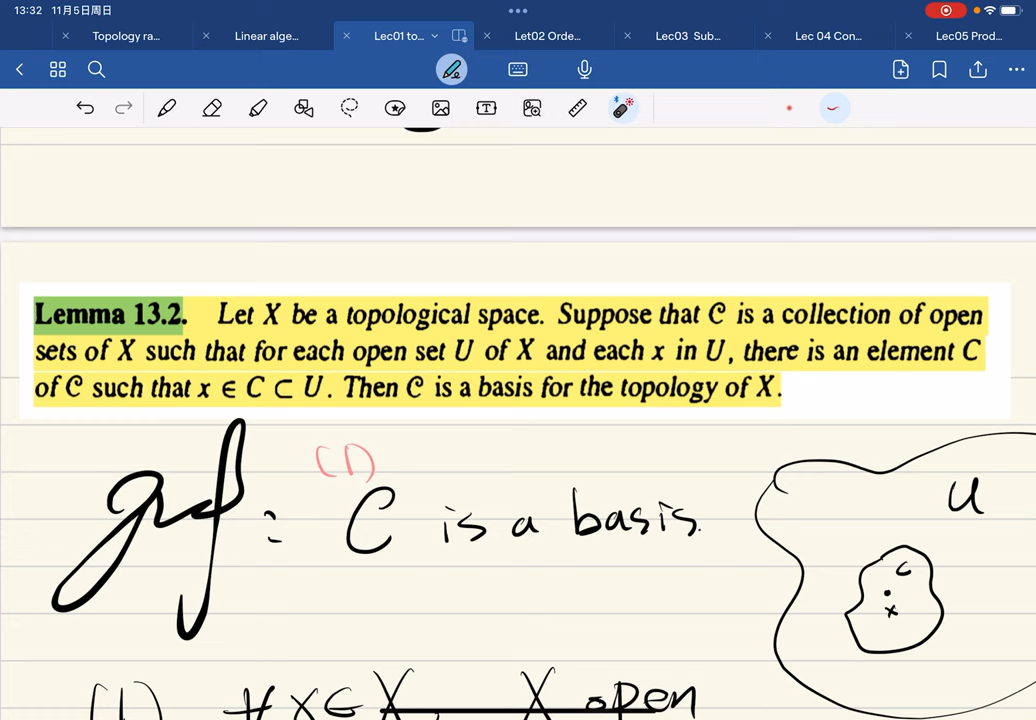 13:32 11月5日周日
Topology ra... Linear alge... Lec01 to... Let02 Orde... Lec03 Sub... Lec 04 Con... Lec05 Prod...
Lemma 13.2. Let X be a topological space. Suppose that C is a collection of open
sets of X such that for each open set U of X and each x in U, there is an element C
of C such that x ∈ C ⊂ U. Then C is a basis for the topology of X.
(1)
prf: C is a basis.
U
C
x
(1) ∀ x ∈ X, X open